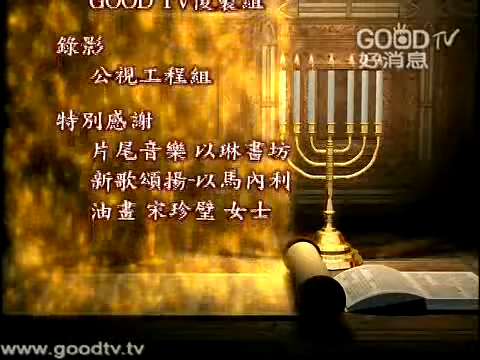 GOOD TV後製組
GOOD TV
好消息
錄影
公視工程組
特別感謝
片尾音樂 以琳書坊
新歌頌揚-以馬內利
油畫 宋珍璧 女士
www.goodtv.tv